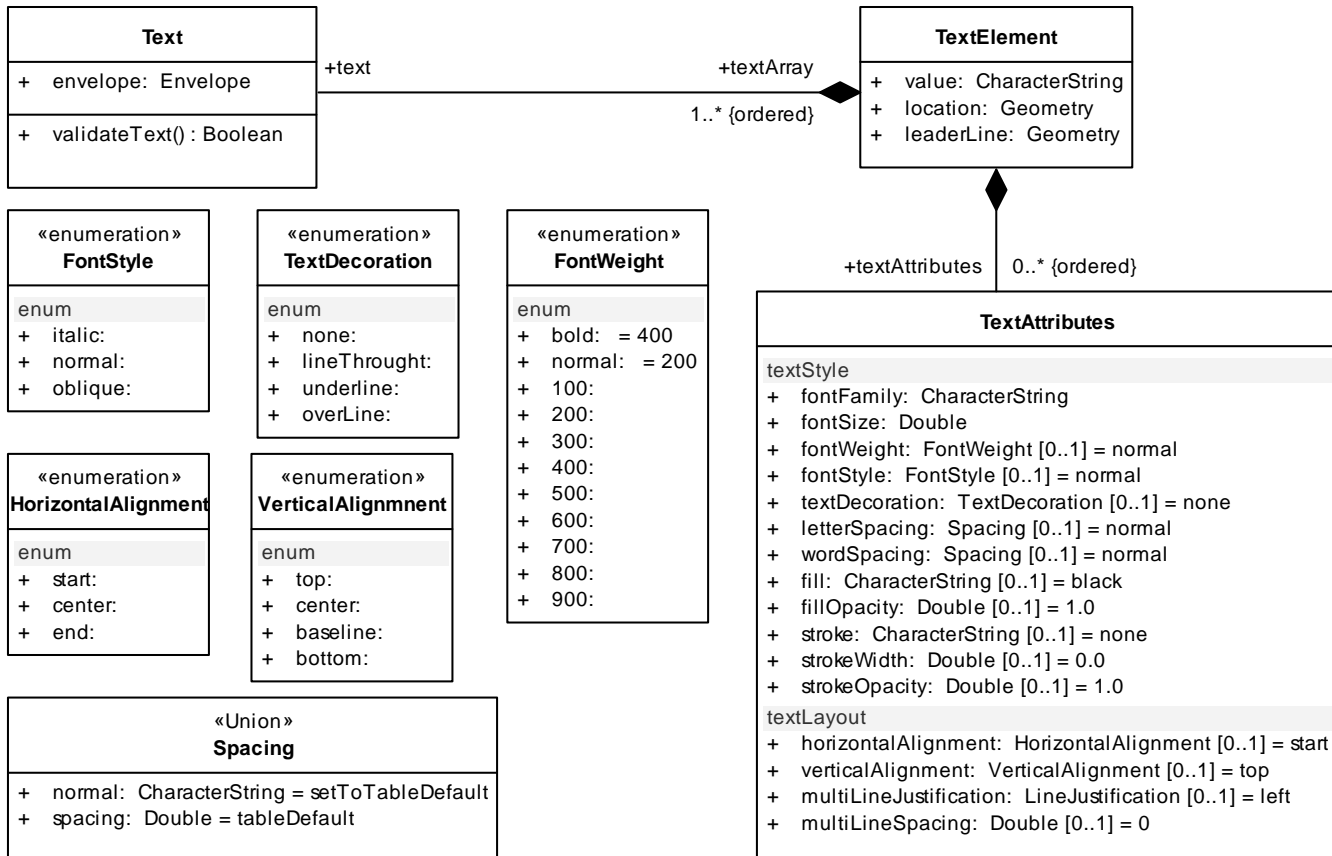 Text
+ envelope: Envelope
+ validateText() : Boolean
+text
+textArray
1..* {ordered}
TextElement
+ value: CharacterString
+ location: Geometry
+ leaderLine: Geometry
+textAttributes
0..* {ordered}
«enumeration»
FontStyle
enum
+ italic:
+ normal:
+ oblique:
«enumeration»
TextDecoration
enum
+ none:
+ lineThrought:
+ underline:
+ overLine:
«enumeration»
FontWeight
enum
+ bold: = 400
+ normal: = 200
+ 100:
+ 200:
+ 300:
+ 400:
+ 500:
+ 600:
+ 700:
+ 800:
+ 900:
«enumeration»
HorizontalAlignment
enum
+ start:
+ center:
+ end:
«enumeration»
VerticalAlignmnent
enum
+ top:
+ center:
+ baseline:
+ bottom:
«Union»
Spacing
+ normal: CharacterString = setToTableDefault
+ spacing: Double = tableDefault
TextAttributes
textStyle
+ fontFamily: CharacterString
+ fontSize: Double
+ fontWeight: FontWeight [0..1] = normal
+ fontStyle: FontStyle [0..1] = normal
+ textDecoration: TextDecoration [0..1] = none
+ letterSpacing: Spacing [0..1] = normal
+ wordSpacing: Spacing [0..1] = normal
+ fill: CharacterString [0..1] = black
+ fillOpacity: Double [0..1] = 1.0
+ stroke: CharacterString [0..1] = none
+ strokeWidth: Double [0..1] = 0.0
+ strokeOpacity: Double [0..1] = 1.0
textLayout
+ horizontalAlignment: HorizontalAlignment [0..1] = start
+ verticalAlignment: VerticalAlignment [0..1] = top
+ multiLineJustification: LineJustification [0..1] = left
+ multiLineSpacing: Double [0..1] = 0